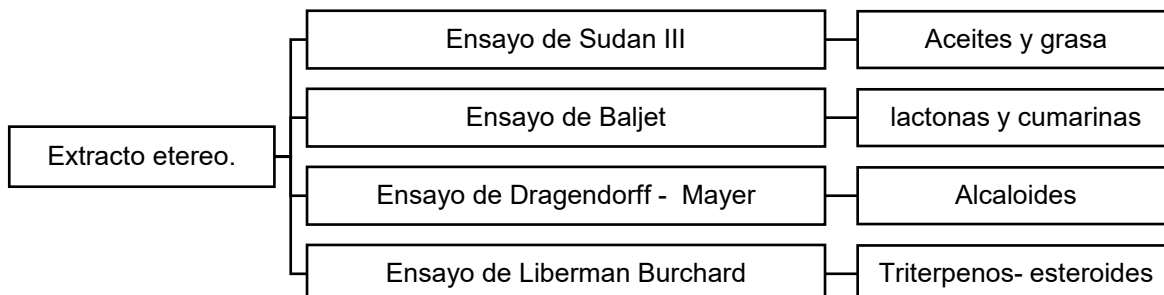 Extracto etereo.
Ensayo de Sudan III
Aceites y grasa
Ensayo de Baljet
lactonas y cumarinas
Ensayo de Dragendorff - Mayer
Alcaloides
Ensayo de Liberman Burchard
Triterpenos- esteroides